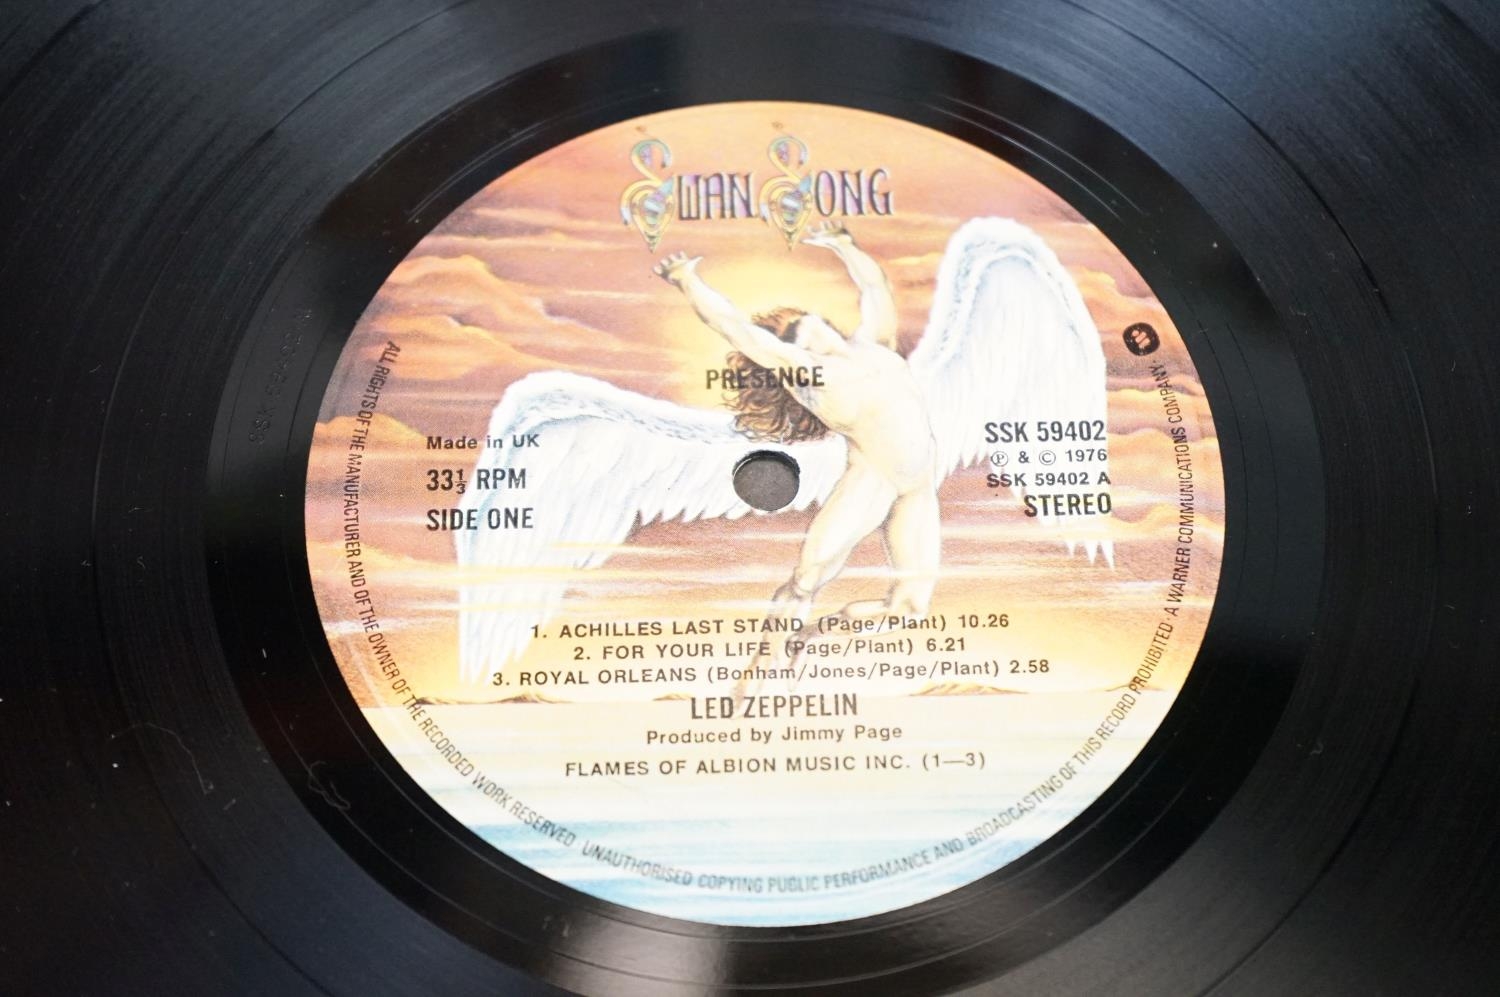 SWAN SONG
PRESENCE
Made in UK
33⅓ RPM
SIDE ONE
SSK 59402
Ⓟ & © 1976
SSK 59402 A
STEREO
1. ACHILLES LAST STAND (Page/Plant) 10.26
2. FOR YOUR LIFE (Page/Plant) 6.21
3. ROYAL ORLEANS (Bonham/Jones/Page/Plant) 2.58
LED ZEPPELIN
Produced by Jimmy Page
FLAMES OF ALBION MUSIC INC. (1—3)
ALL RIGHTS OF THE MANUFACTURER AND OF THE OWNER OF THE RECORDED WORK RESERVED · UNAUTHORISED COPYING PUBLIC PERFORMANCE AND BROADCASTING OF THIS RECORD PROHIBITED · A WARNER COMMUNICATIONS COMPANY ·